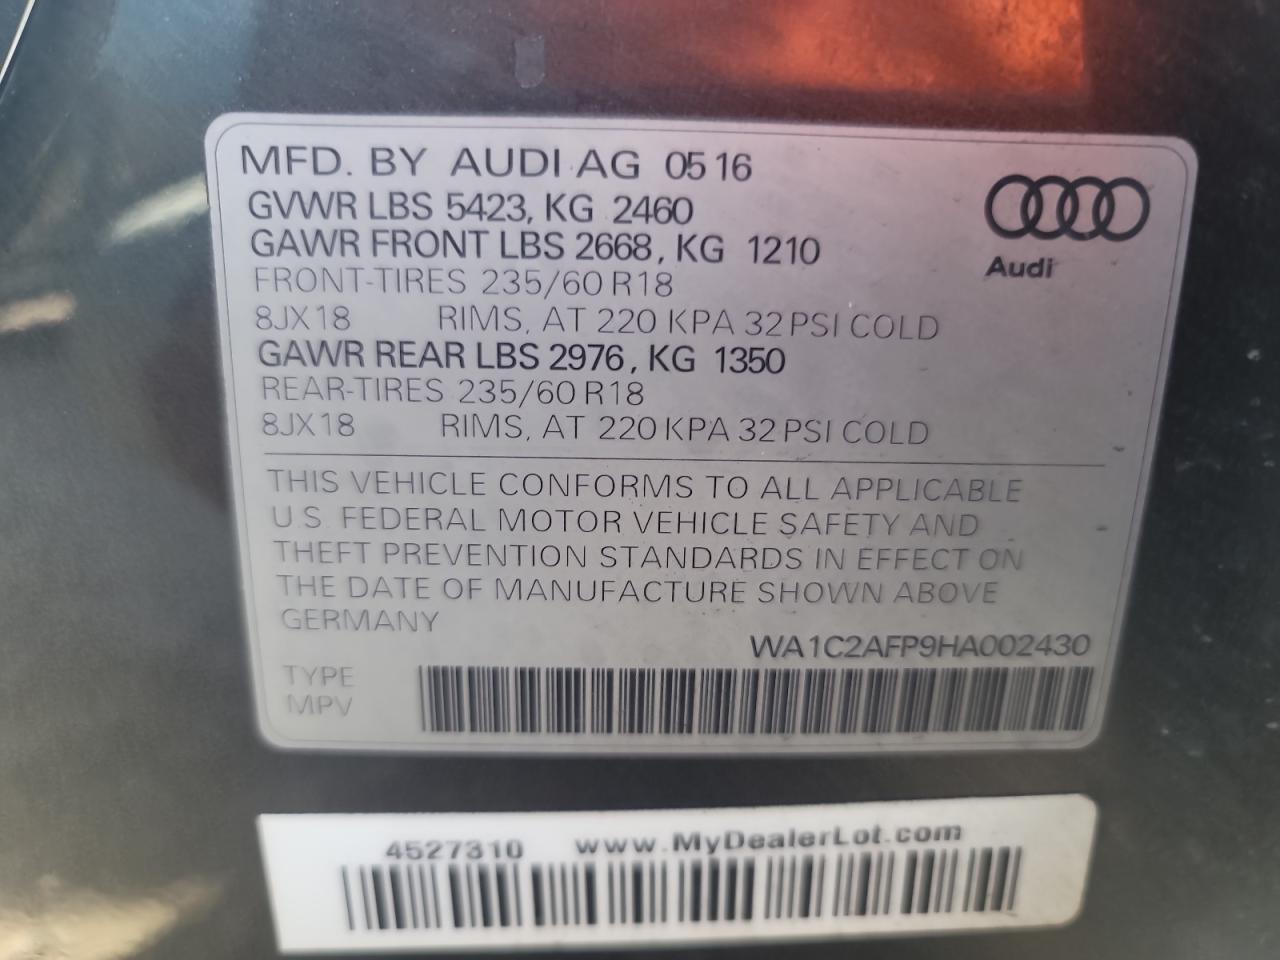 MFD. BY AUDI AG 05 16
GVWR LBS 5423, KG 2460
GAWR FRONT LBS 2668, KG 1210
FRONT-TIRES 235/60 R18
8JX18 RIMS, AT 220 KPA 32 PSI COLD
GAWR REAR LBS 2976, KG 1350
REAR-TIRES 235/60 R18
8JX18 RIMS, AT 220 KPA 32 PSI COLD
Audi
THIS VEHICLE CONFORMS TO ALL APPLICABLE
U.S. FEDERAL MOTOR VEHICLE SAFETY AND
THEFT PREVENTION STANDARDS IN EFFECT ON
THE DATE OF MANUFACTURE SHOWN ABOVE
GERMANY
WA1C2AFP9HA002430
TYPE
MPV
4527310 www.MyDealerLot.com